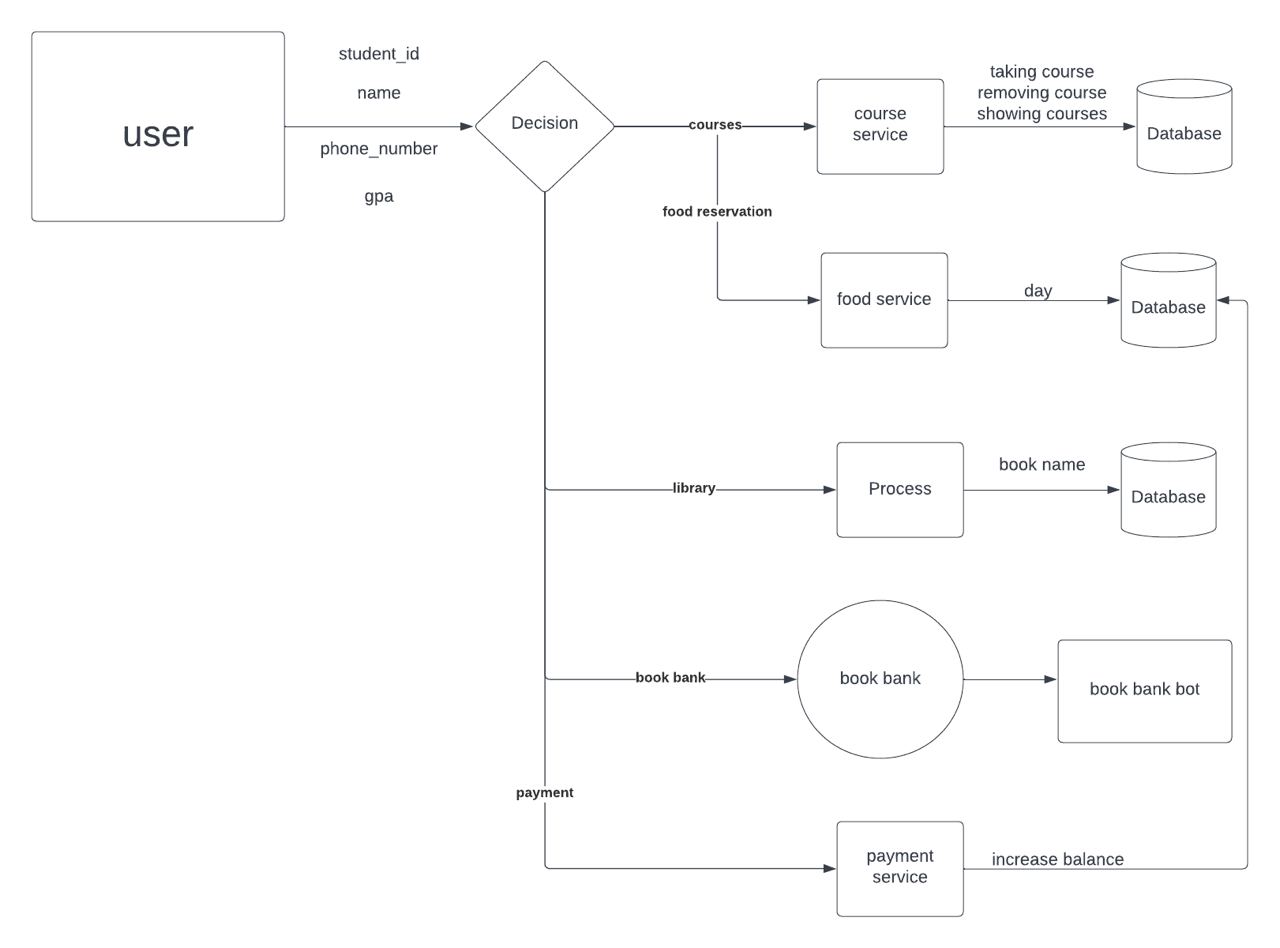 user
student_id
name
phone_number
gpa
Decision
courses
course
service
taking course
removing course
showing courses
Database
food reservation
food service
day
Database
library
Process
book name
Database
book bank
book bank
book bank bot
payment
payment
service
increase balance